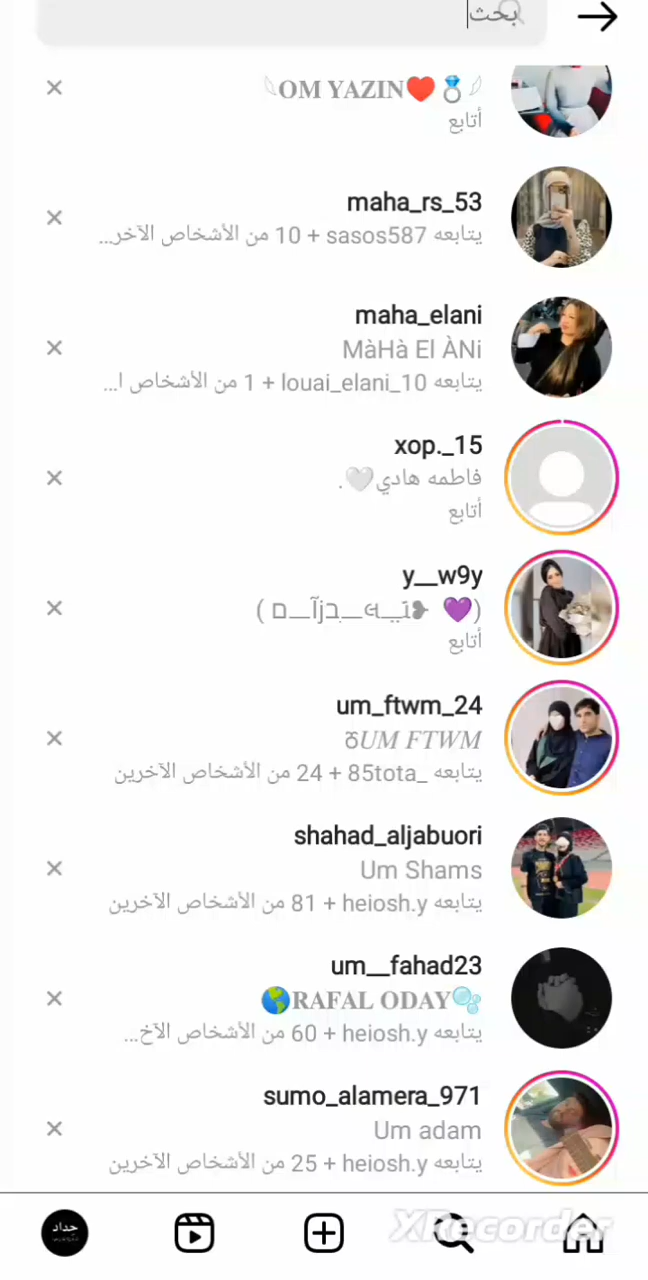 بحث
OM YAZIN❤️💍
أتابع
maha_rs_53
يتابعه sasos587 + 10 من الأشخاص الآخر...
maha_elani
MàHà El ÀNi
يتابعه louai_elani_10 + 1 من الأشخاص ا...
xop._15
فاطمه هادي🤍.
أتابع
y__w9y
أتابع
um_ftwm_24
UM FTWM
يتابعه 85tota_ + 24 من الأشخاص الآخرين
shahad_aljabuori
Um Shams
يتابعه heiosh.y + 81 من الأشخاص الآخرين
um__fahad23
🌎RAFAL ODAY🫧
يتابعه heiosh.y + 60 من الأشخاص الآخ...
sumo_alamera_971
Um adam
يتابعه heiosh.y + 25 من الأشخاص الآخرين
XRecorder
حداد